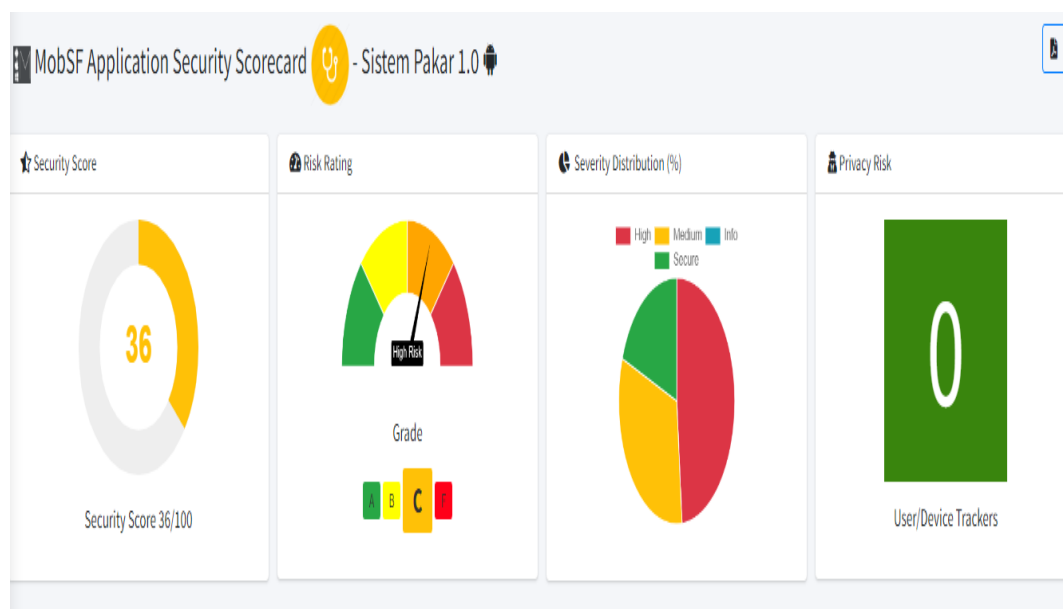 MobSF Application Security Scorecard - Sistem Pakar 1.0
Security Score
36
Security Score 36/100
Risk Rating
High Risk
Grade
A B C F
Severity Distribution (%)
High Medium Info
Secure
Privacy Risk
0
User/Device Trackers